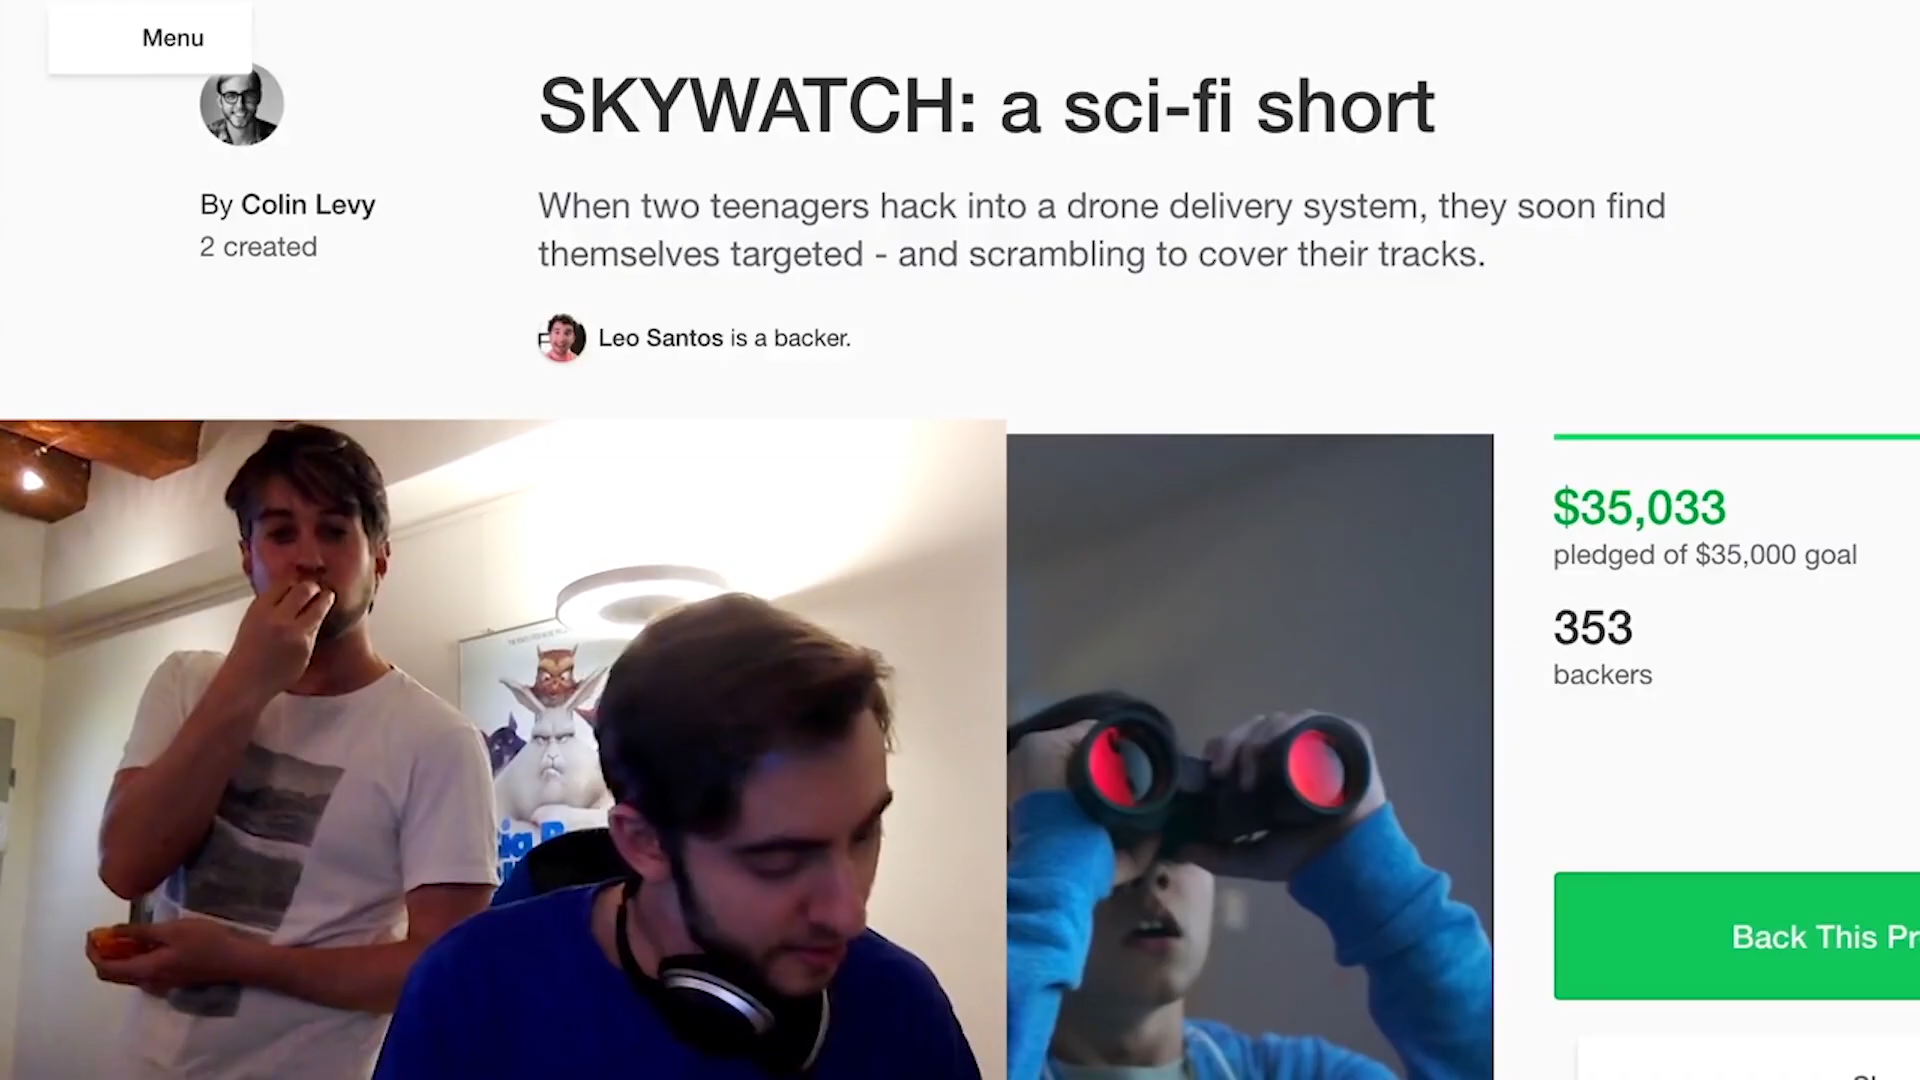 Menu
SKYWATCH: a sci-fi short
By Colin Levy
2 created
When two teenagers hack into a drone delivery system, they soon find
themselves targeted - and scrambling to cover their tracks.
Leo Santos is a backer.
$35,033
pledged of $35,000 goal
353
backers
Back This Pr